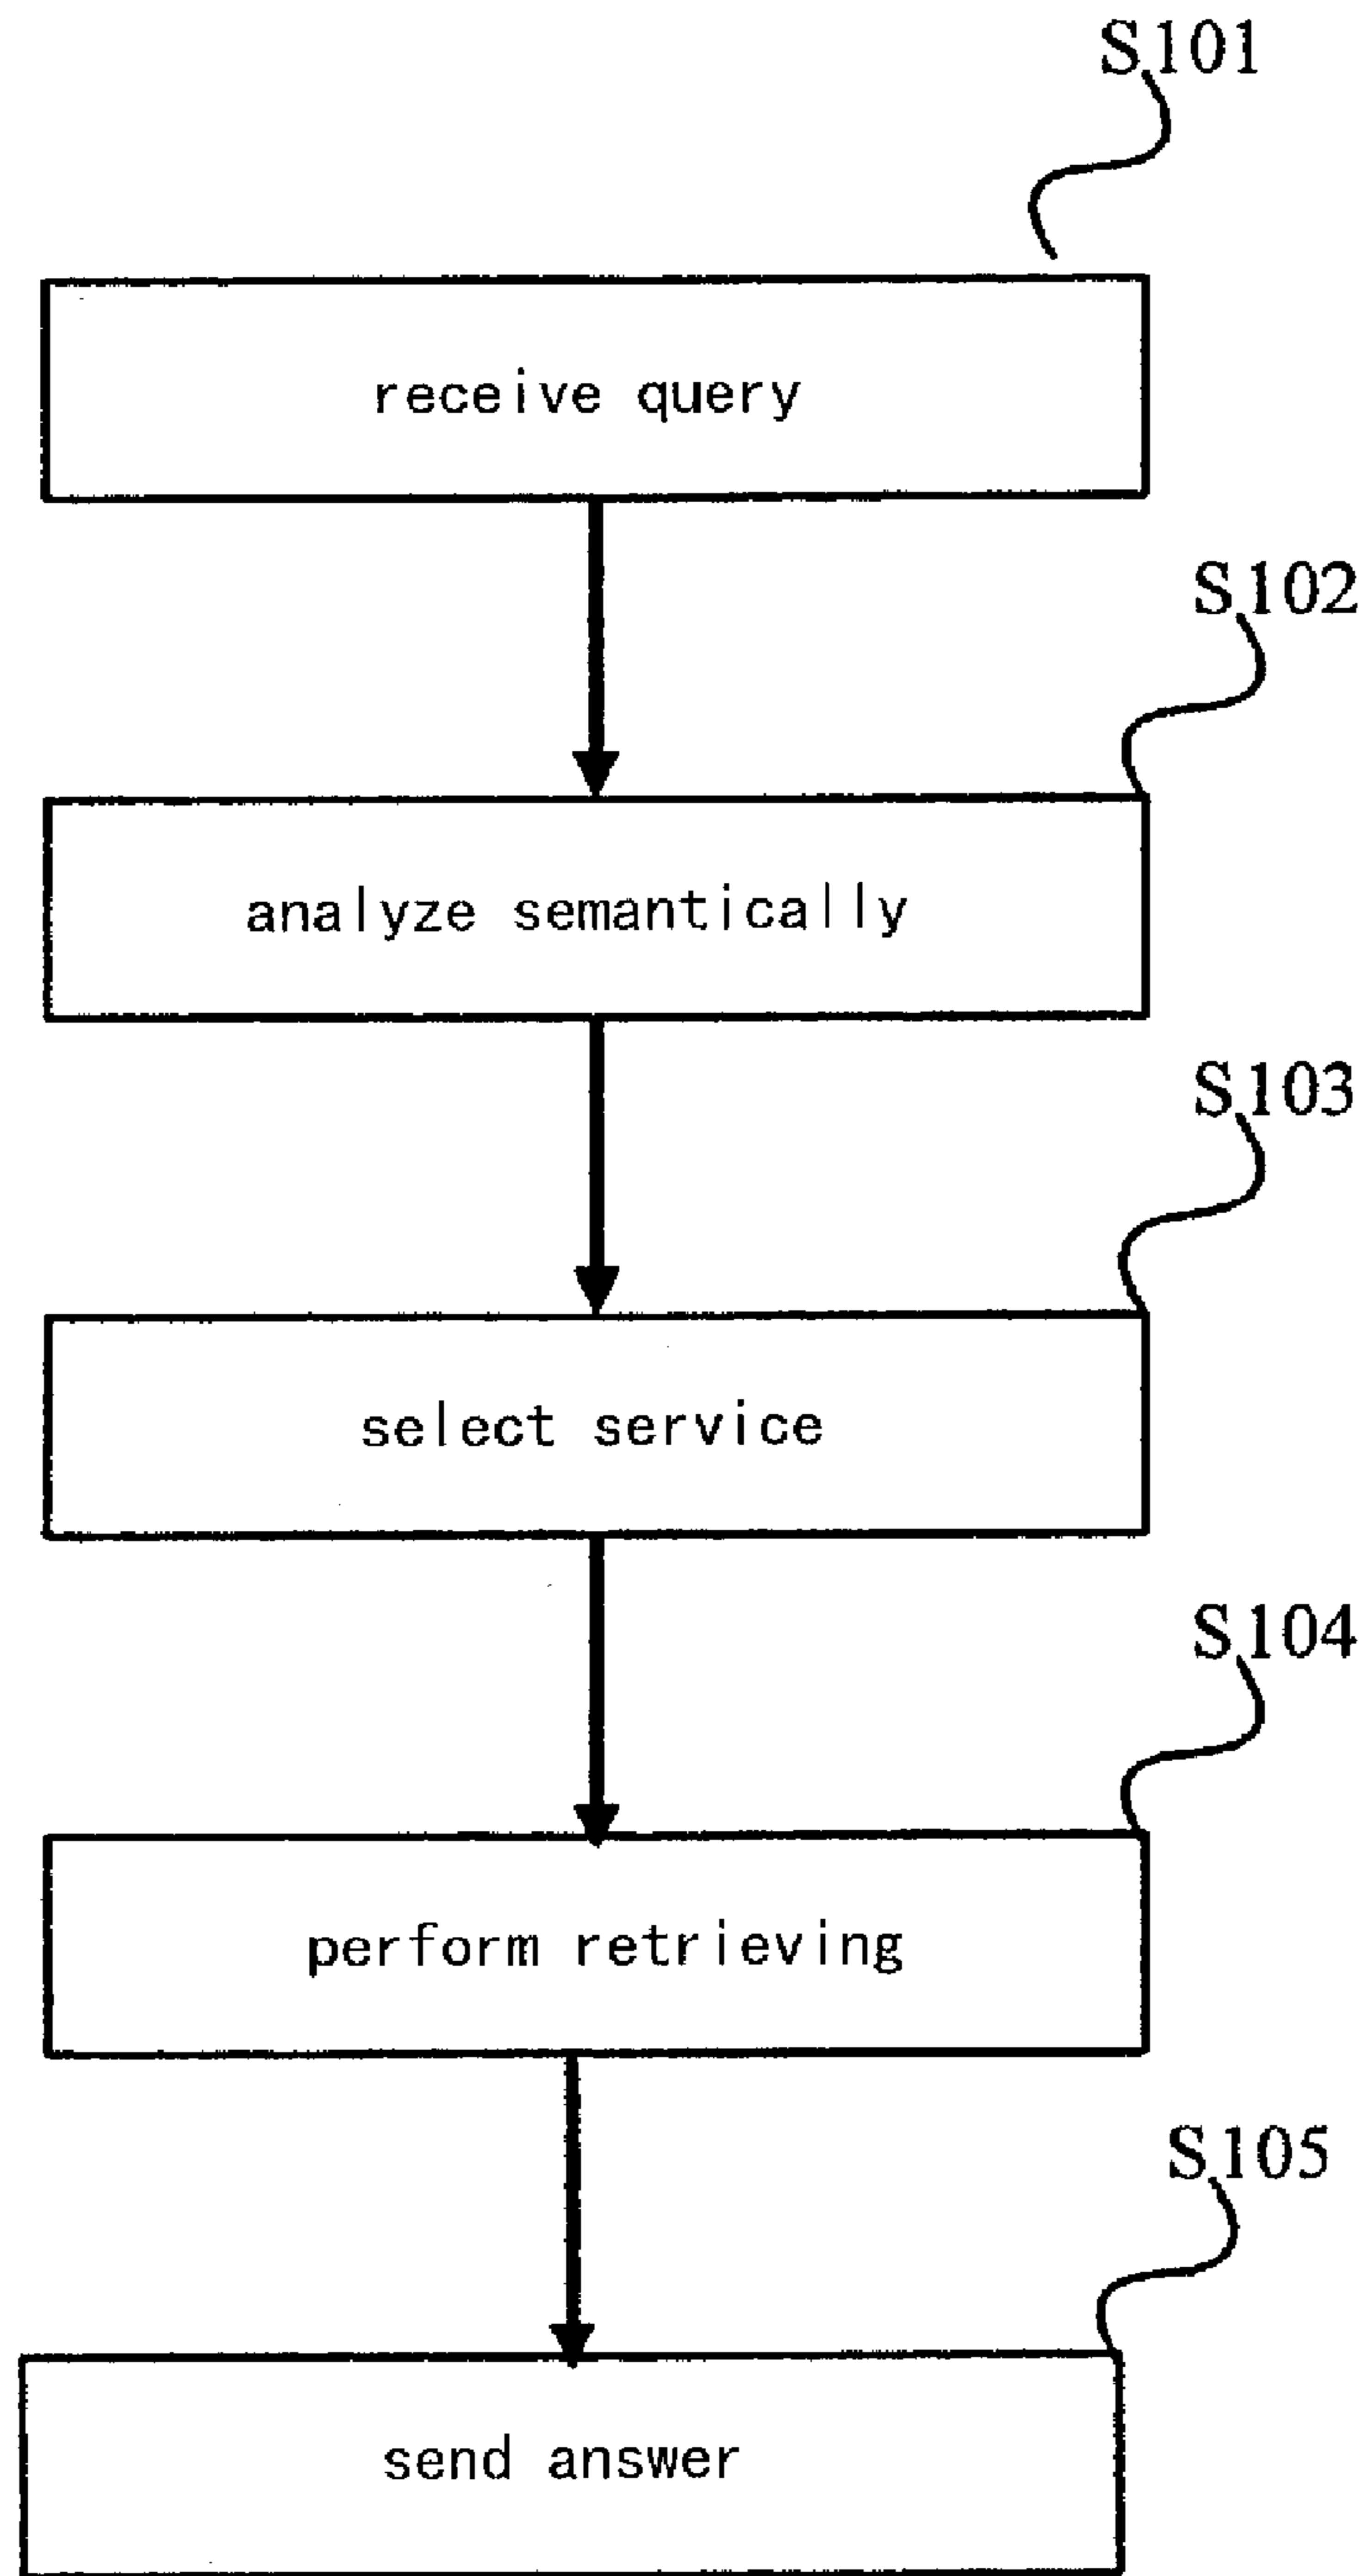 S101
receive query
S102
analyze semantically
S103
select service
S104
perform retrieving
S105
send answer